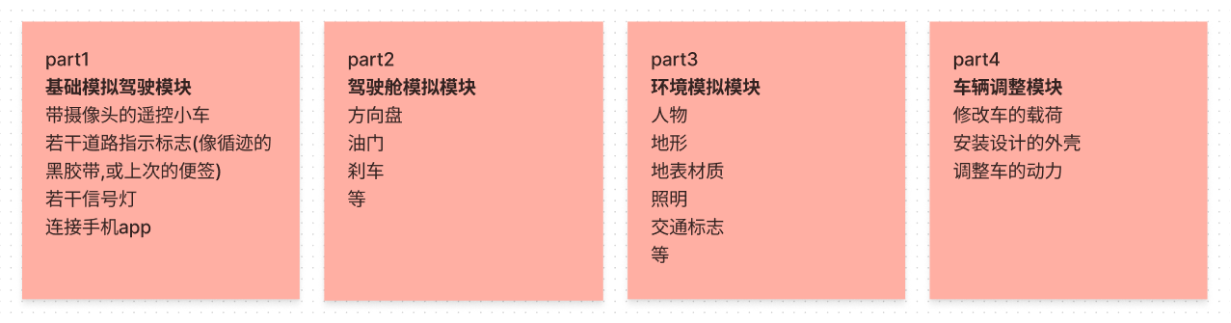 part1
基础模拟驾驶模块
带摄像头的遥控小车
若干道路指示标志(像循迹的
黑胶带,或上次的便签)
若干信号灯
连接手机app
part2
驾驶舱模拟模块
方向盘
油门
刹车
等
part3
环境模拟模块
人物
地形
地表材质
照明
交通标志
等
part4
车辆调整模块
修改车的载荷
安装设计的外壳
调整车的动力